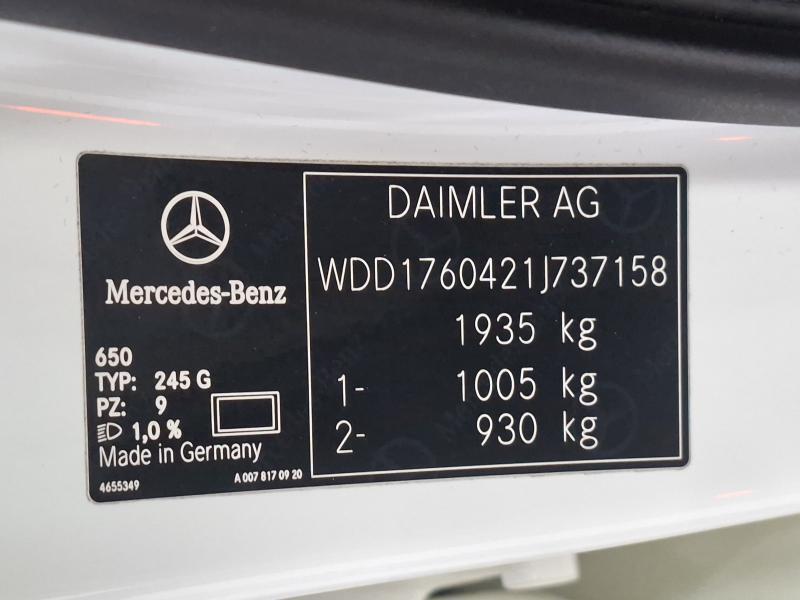 Mercedes-Benz
650
TYP: 245 G
PZ: 9
1,0 %
Made in Germany
4655349
A 007 817 09 20
DAIMLER AG
WDD1760421J737158
1935 kg
1- 1005 kg
2- 930 kg